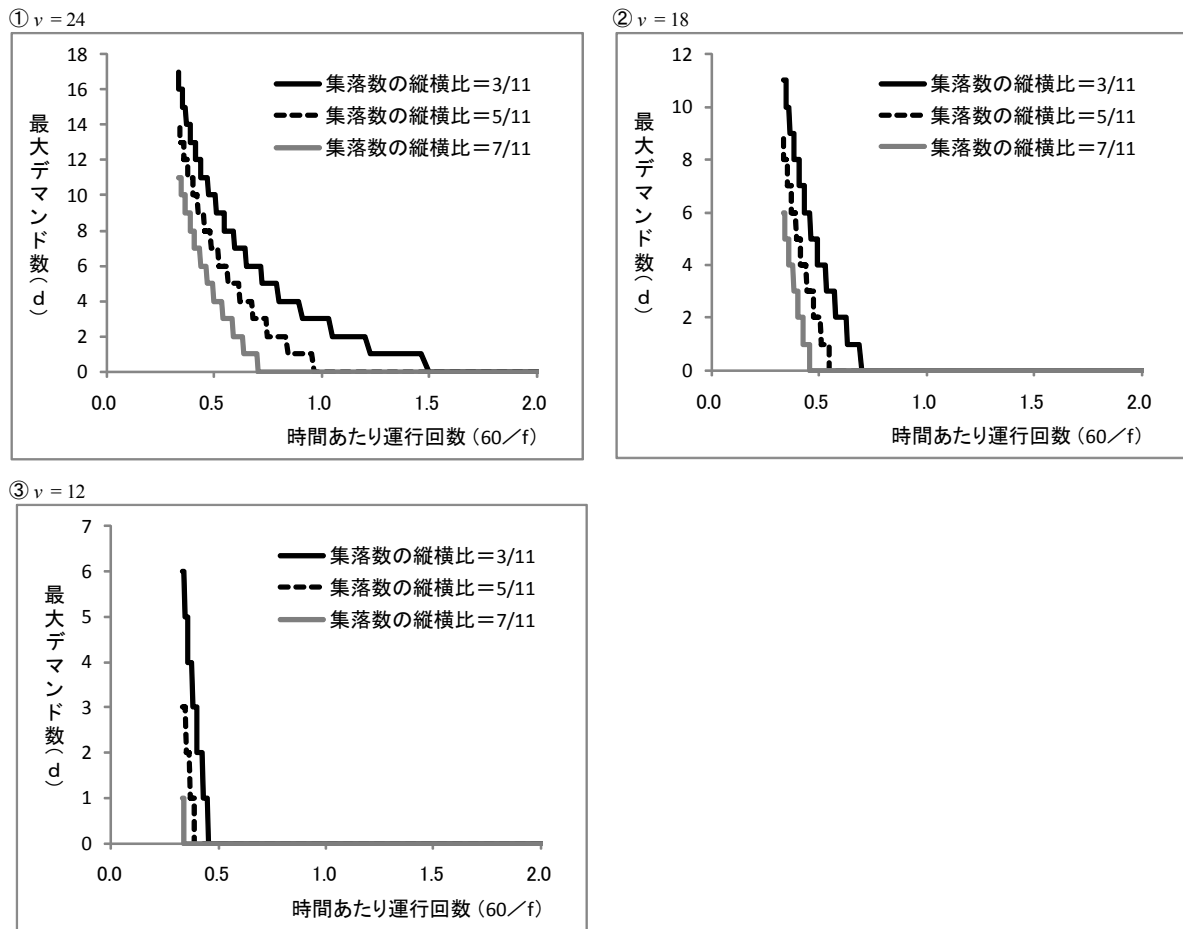 ① v = 24
18
16
14
12
10
8
6
4
2
0
最大デマンド数(d)
集落数の縦横比=3/11
集落数の縦横比=5/11
集落数の縦横比=7/11
0.0 0.5 1.0 1.5 2.0
時間あたり運行回数(60/f)
② v = 18
12
10
8
6
4
2
0
最大デマンド数(d)
集落数の縦横比=3/11
集落数の縦横比=5/11
集落数の縦横比=7/11
0.0 0.5 1.0 1.5 2.0
時間あたり運行回数(60/f)
③ v = 12
7
6
5
4
3
2
1
0
最大デマンド数(d)
集落数の縦横比=3/11
集落数の縦横比=5/11
集落数の縦横比=7/11
0.0 0.5 1.0 1.5 2.0
時間あたり運行回数(60/f)